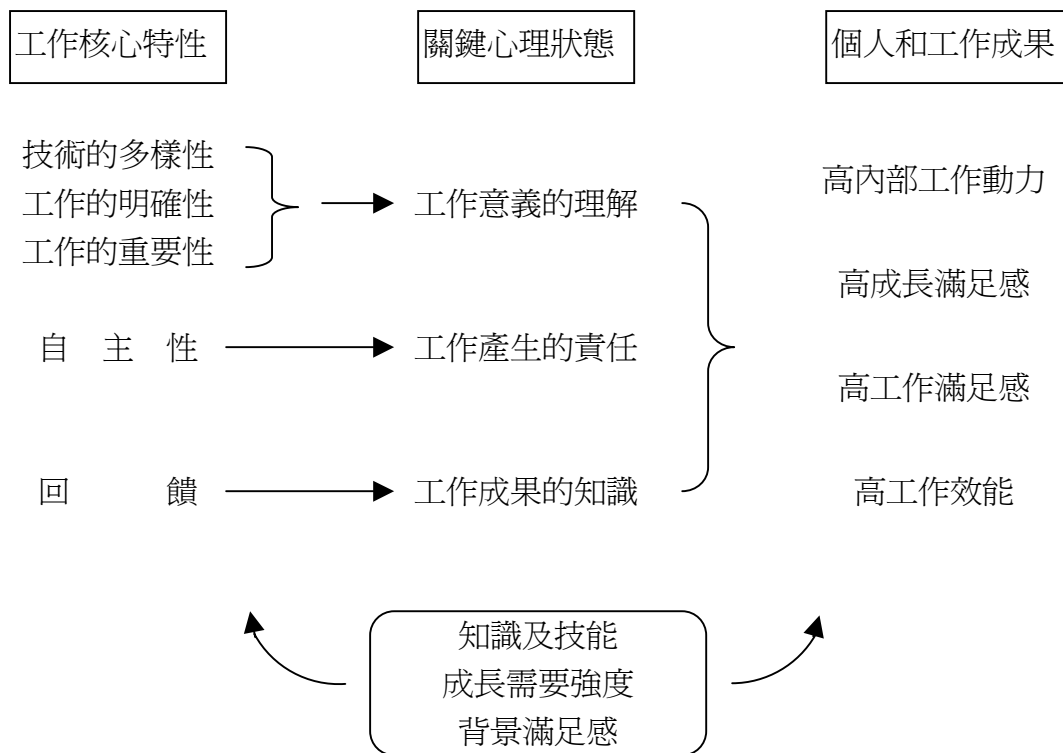 工作核心特性
關鍵心理狀態
個人和工作成果
技術的多樣性
工作的明確性
工作的重要性
工作意義的理解
高內部工作動力
高成長滿足感
自 主 性
工作產生的責任
高工作滿足感
回 饋
工作成果的知識
高工作效能
知識及技能
成長需要強度
背景滿足感